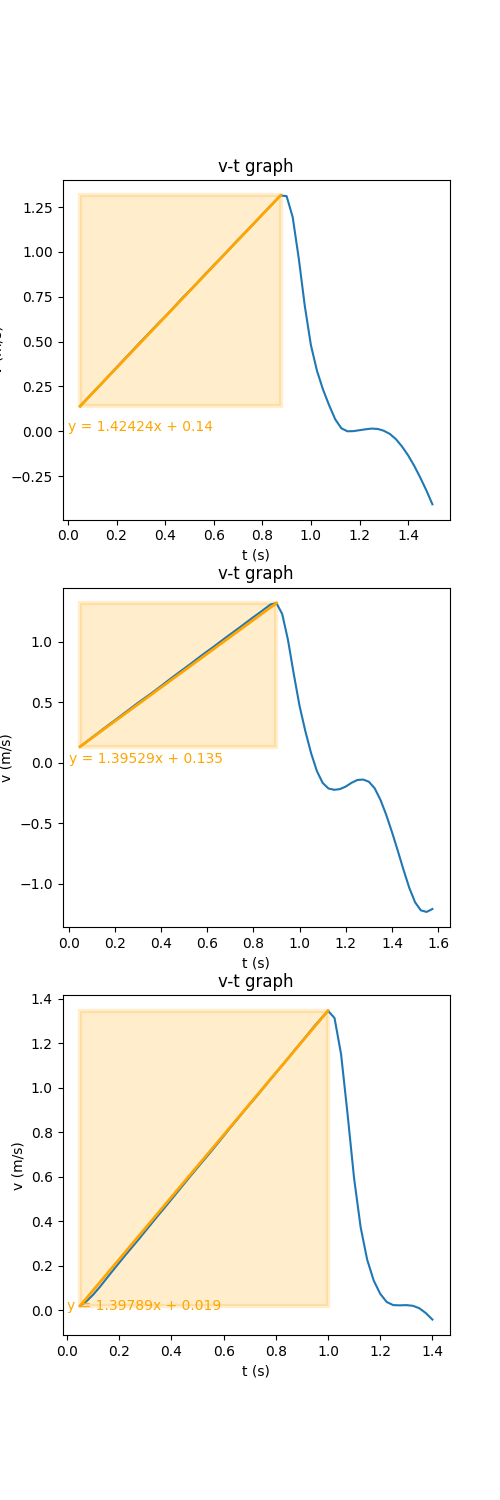 v-t graph
1.25
1.00
0.75
0.50
0.25
0.00
−0.25
y = 1.42424x + 0.14
0.0 0.2 0.4 0.6 0.8 1.0 1.2 1.4
t (s)
v-t graph
v (m/s)
1.0
0.5
0.0
−0.5
−1.0
y = 1.39529x + 0.135
0.0 0.2 0.4 0.6 0.8 1.0 1.2 1.4 1.6
t (s)
v-t graph
v (m/s)
1.4
1.2
1.0
0.8
0.6
0.4
0.2
0.0
y = 1.39789x + 0.019
0.0 0.2 0.4 0.6 0.8 1.0 1.2 1.4
t (s)